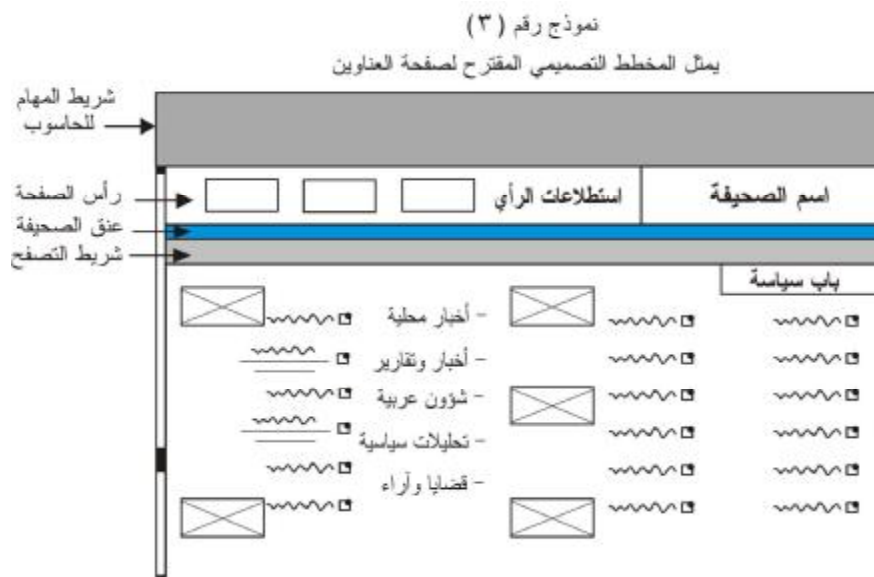 نموذج رقم (٣)
يمثل المخطط التصميمي المقترح لصفحة العناوين
شريط المهام
للحاسوب
اسم الصحيفة
استطلاعات الرأي
رأس الصفحة
عنق الصحيفة
شريط التصفح
باب سياسة
- أخبار محلية
- أخبار وتقارير
- شؤون عربية
- تحليلات سياسية
- قضايا وآراء